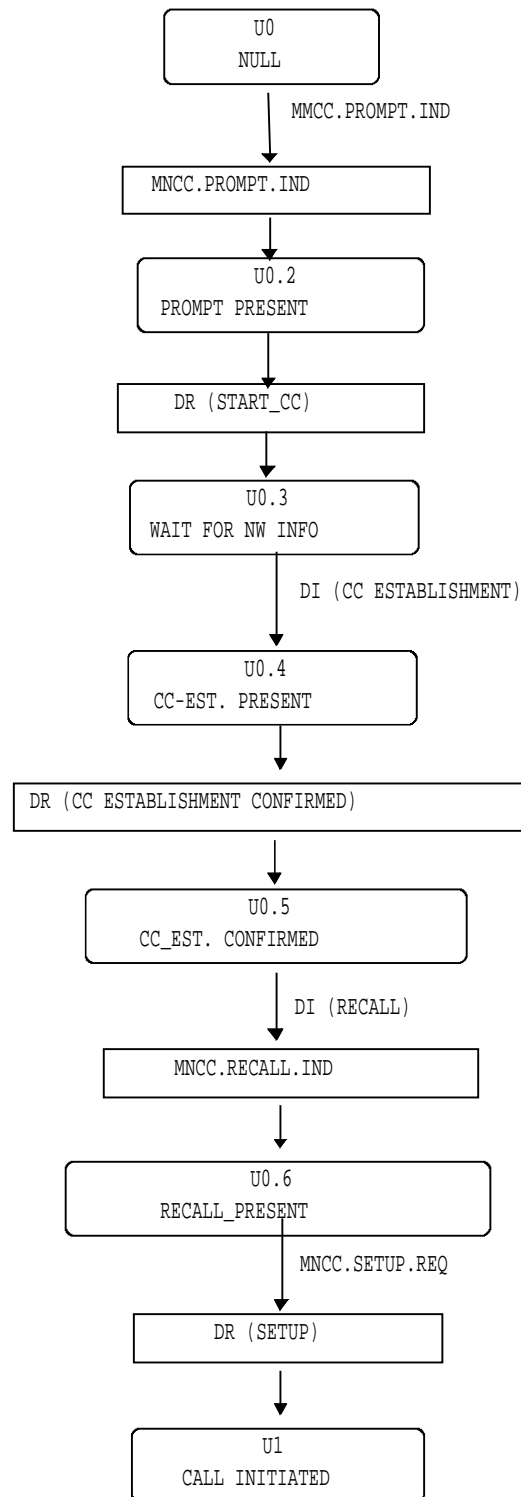 U0
NULL
MMCC.PROMPT.IND
MNCC.PROMPT.IND
U0.2
PROMPT PRESENT
DR (START_CC)
U0.3
WAIT FOR NW INFO
DI (CC ESTABLISHMENT)
U0.4
CC-EST. PRESENT
DR (CC ESTABLISHMENT CONFIRMED)
U0.5
CC_EST. CONFIRMED
DI (RECALL)
MNCC.RECALL.IND
U0.6
RECALL_PRESENT
MNCC.SETUP.REQ
DR (SETUP)
U1
CALL INITIATED